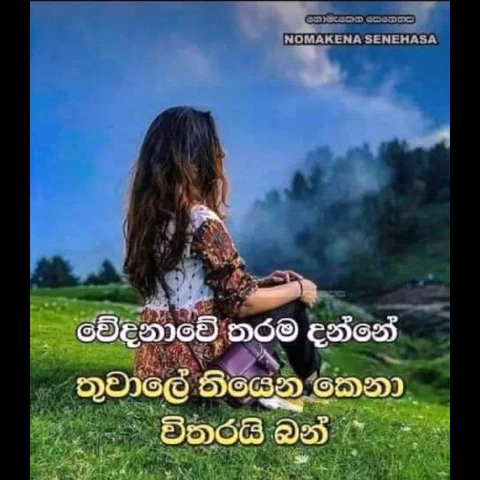 නොමැකෙන සෙනෙහස
NOMAKENA SENEHASA
වේදනාවේ තරම දන්නේ
තුවාලේ තියෙන කෙනා
විතරයි බන්